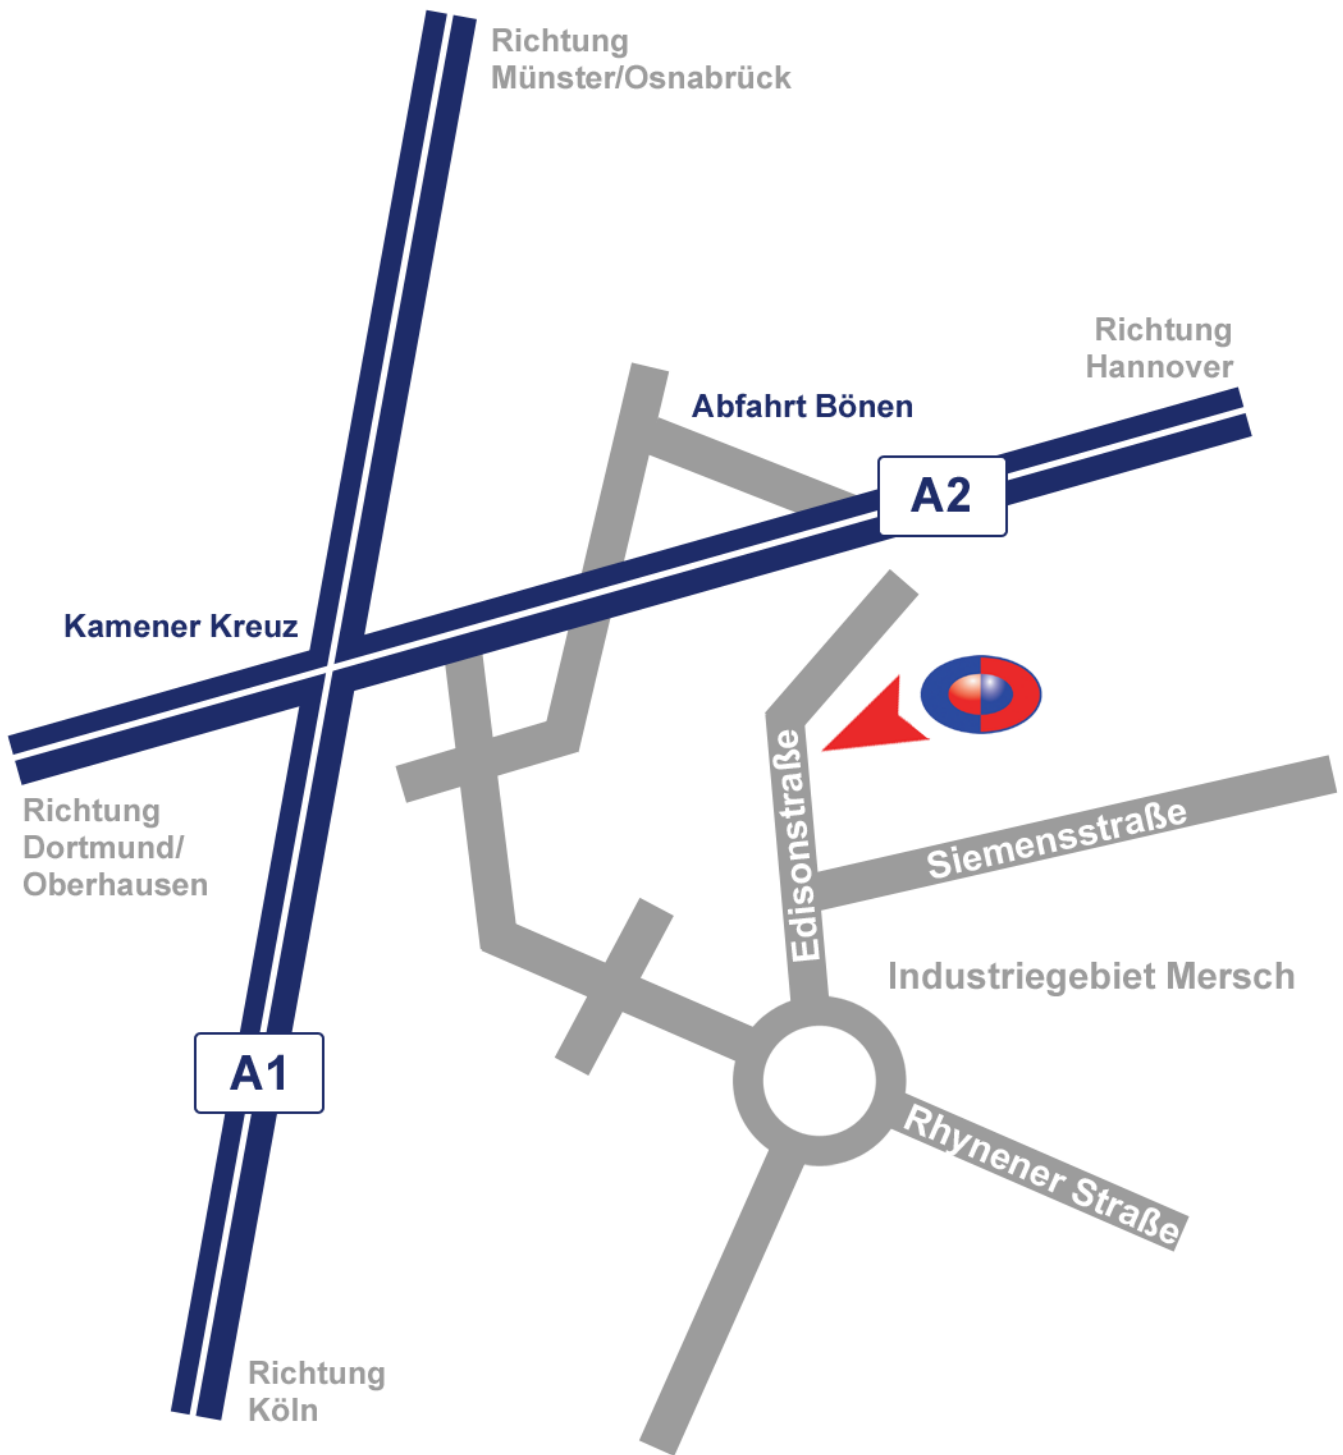 Richtung
Münster/Osnabrück
Richtung
Hannover
Abfahrt Bönen
A2
Kamener Kreuz
Richtung
Dortmund/
Oberhausen
Edisonstraße
Siemensstraße
Industriegebiet Mersch
A1
Rhynener Straße
Richtung
Köln